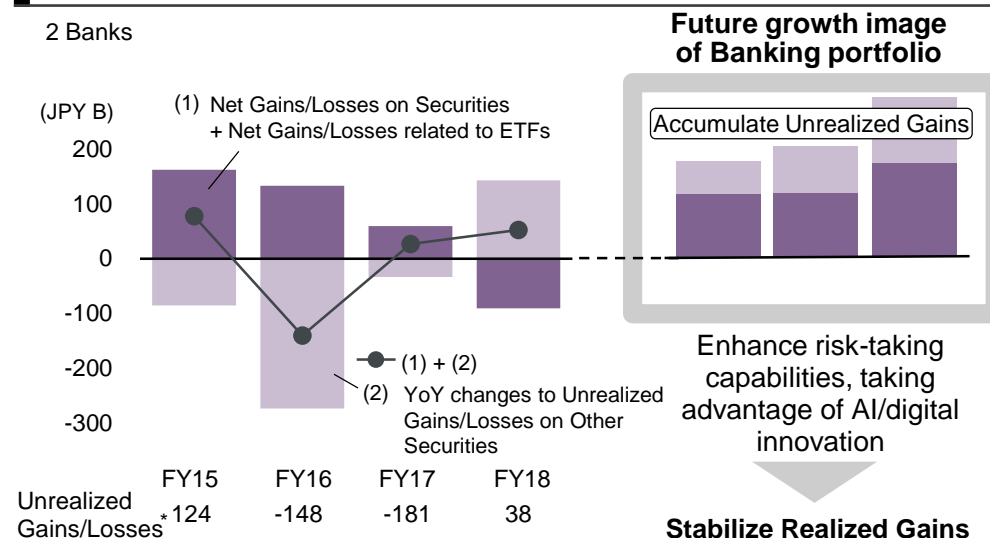 2 Banks
Future growth image
of Banking portfolio
(JPY B)
(1) Net Gains/Losses on Securities
+ Net Gains/Losses related to ETFs
Accumulate Unrealized Gains
200
100
0
-100
-200
-300
(1) + (2)
(2) YoY changes to Unrealized
Gains/Losses on Other
Securities
Enhance risk-taking
capabilities, taking
advantage of AI/digital
innovation
FY15 FY16 FY17 FY18
Unrealized
Gains/Losses* 124 -148 -181 38
Stabilize Realized Gains